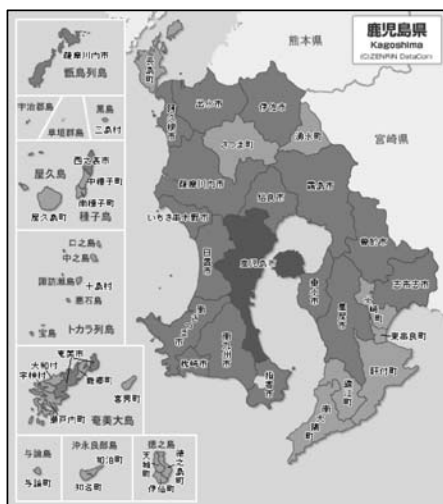 鹿児島県
Kagoshima
(C)ZENRIN DataCom
熊本県
宮崎県
薩摩川内市
甑島列島
宇治群島
草垣群島
黒島
三島村
西之表市
中種子町
南種子町
屋久島
屋久島町
種子島
口之島
中之島
諏訪瀬島
十島村
悪石島
宝島
トカラ列島
奄美市
大和村
宇検村
龍郷町
喜界町
瀬戸内町
奄美大島
与論島
与論町
沖永良部島
和泊町
知名町
徳之島
天城町
徳之島町
伊仙町
長島町
阿久根市
出水市
伊佐市
さつま町
湧水町
薩摩川内市
姶良市
霧島市
いちき串木野市
日置市
鹿児島市
曽於市
志布志市
垂水市
鹿屋市
大崎町
東串良町
肝付町
錦江町
南大隅町
南さつま市
南九州市
枕崎市
指宿市